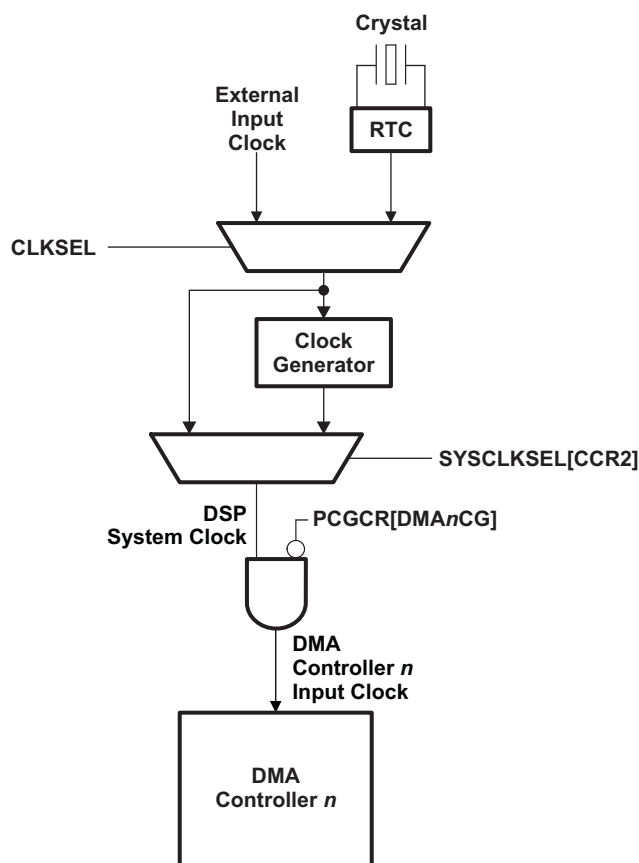 Crystal
External
Input
Clock
RTC
CLKSEL
Clock
Generator
SYSCLKSEL[CCR2]
DSP
System Clock
PCGCR[DMAnCG]
DMA
Controller n
Input Clock
DMA
Controller n